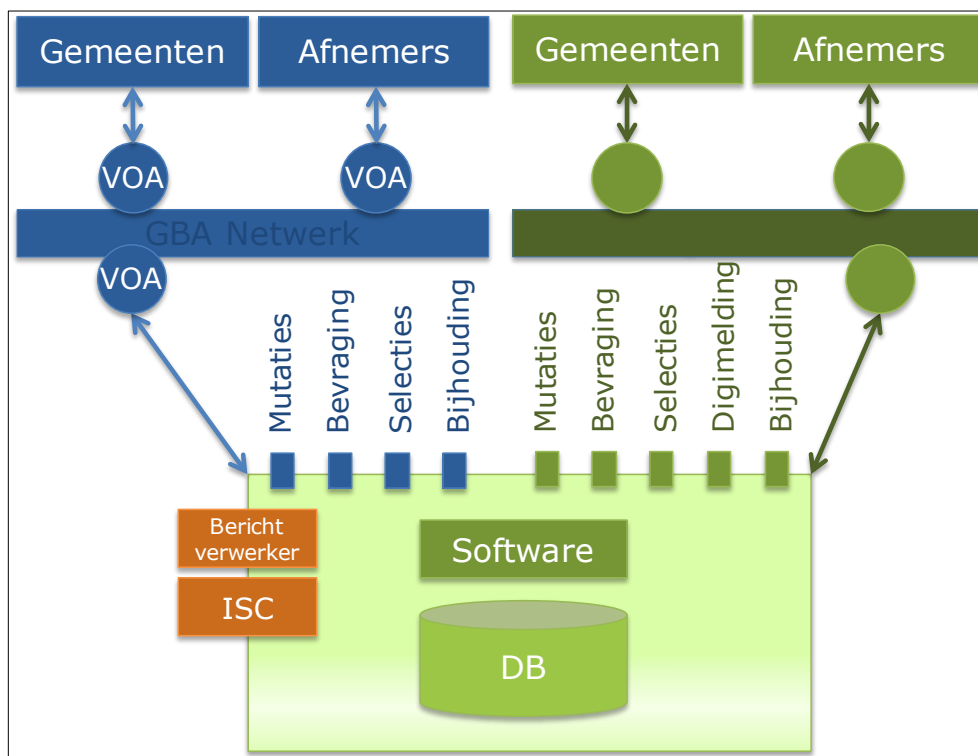 Gemeenten
Afnemers
Gemeenten
Afnemers
VOA
VOA
GBA Netwerk
VOA
Mutaties
Bevraging
Selecties
Bijhouding
Mutaties
Bevraging
Selecties
Digimelding
Bijhouding
Bericht
verwerker
Software
ISC
DB